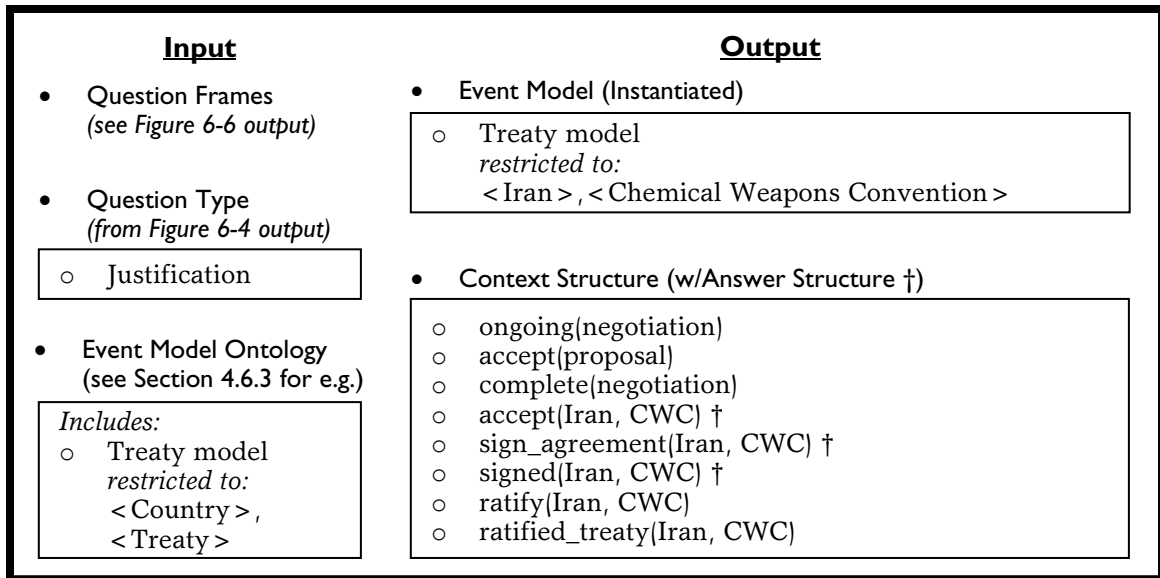 Input
• Question Frames
(see Figure 6-6 output)
• Question Type
(from Figure 6-4 output)
o Justification
• Event Model Ontology
(see Section 4.6.3 for e.g.)
Includes:
o Treaty model
restricted to:
<Country>,
<Treaty>
Output
• Event Model (Instantiated)
o Treaty model
restricted to:
<Iran>,<Chemical Weapons Convention>
• Context Structure (w/Answer Structure †)
o ongoing(negotiation)
o accept(proposal)
o complete(negotiation)
o accept(Iran, CWC) †
o sign_agreement(Iran, CWC) †
o signed(Iran, CWC) †
o ratify(Iran, CWC)
o ratified_treaty(Iran, CWC)